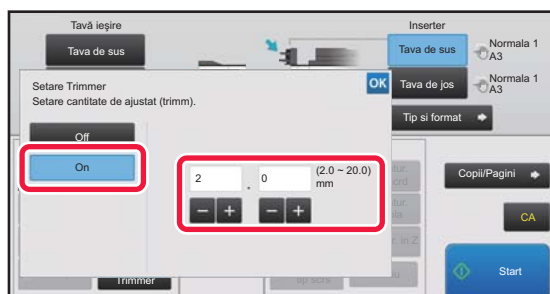 Tavă ieșire
Inserter
Tava de sus
Tava de sus
Normala 1
A3
Setare Trimmer
OK
Setare cantitate de ajustat (trimm).
Tava de jos
Normala 1
A3
Off
Tip si format
On
2 . 0 (2.0 ~ 20.0)
mm
Copii/Pagini
CA
Trimmer
Start